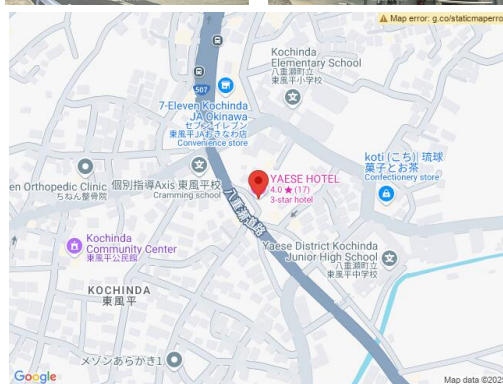 Map error: g.co/staticmaperro
Kochinda
Elementary School
八重瀬町立
東風平小学校
507
7-Eleven Kochinda
JA Okinawa
セブン-イレブン
東風平JAおきなわ店
Convenience store
koti (こち) 琉球
菓子とお茶
Confectionery store
YAESE HOTEL
4.0 ★ (17)
3-star hotel
en Orthopedic Clinic
ちねん整骨院
個別指導Axis 東風平校
Cramming school
八重瀬道路
Kochinda
Community Center
東風平公民館
Yaese District Kochinda
Junior High School
八重瀬町立
東風平中学校
KOCHINDA
東風平
メゾンあらかき1
Google
Map data ©202